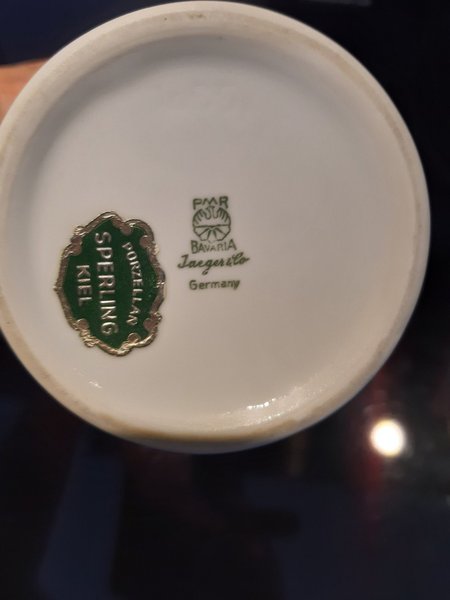 PMR
BAVARIA
Jaeger & Co
Germany
PORZELLAN
SPERLING
KIEL